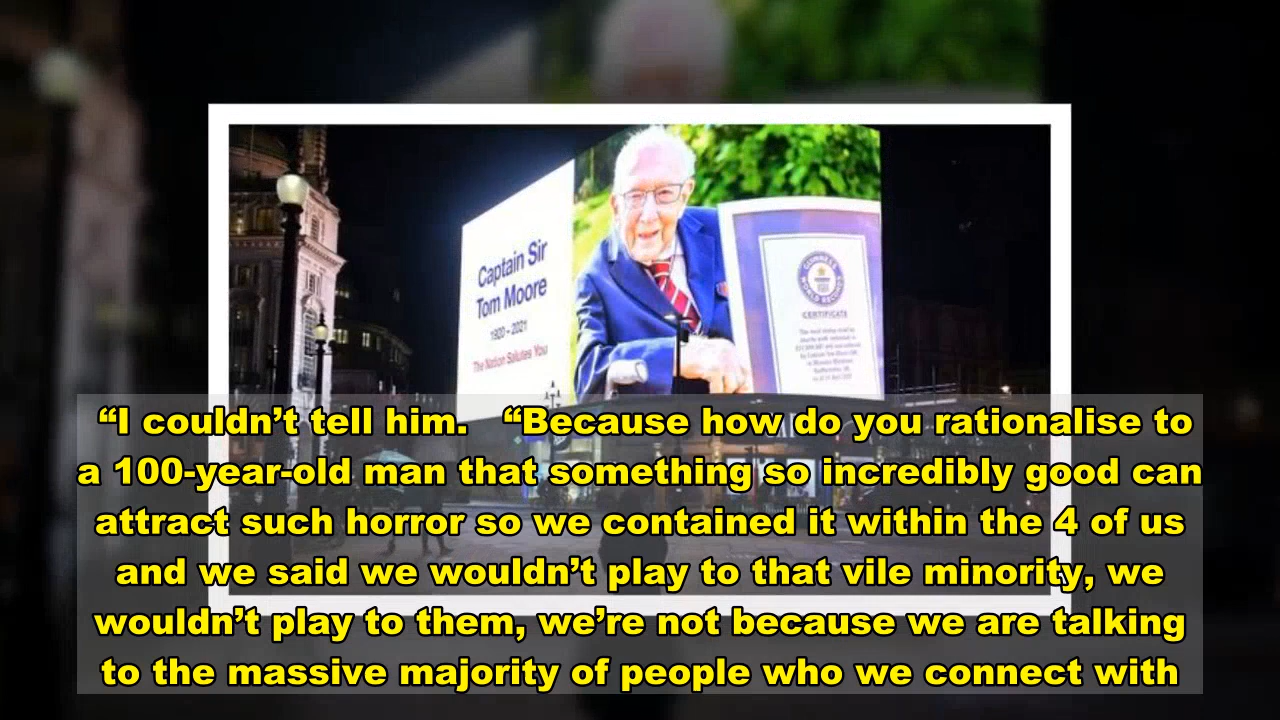 Captain Sir
Tom Moore
1920 – 2021
The Nation Salutes You
GUINNESS
WORLD RECORDS
CERTIFICATE
“I couldn’t tell him.   “Because how do you rationalise to
a 100-year-old man that something so incredibly good can
attract such horror so we contained it within the 4 of us
and we said we wouldn’t play to that vile minority, we
wouldn’t play to them, we’re not because we are talking
to the massive majority of people who we connect with